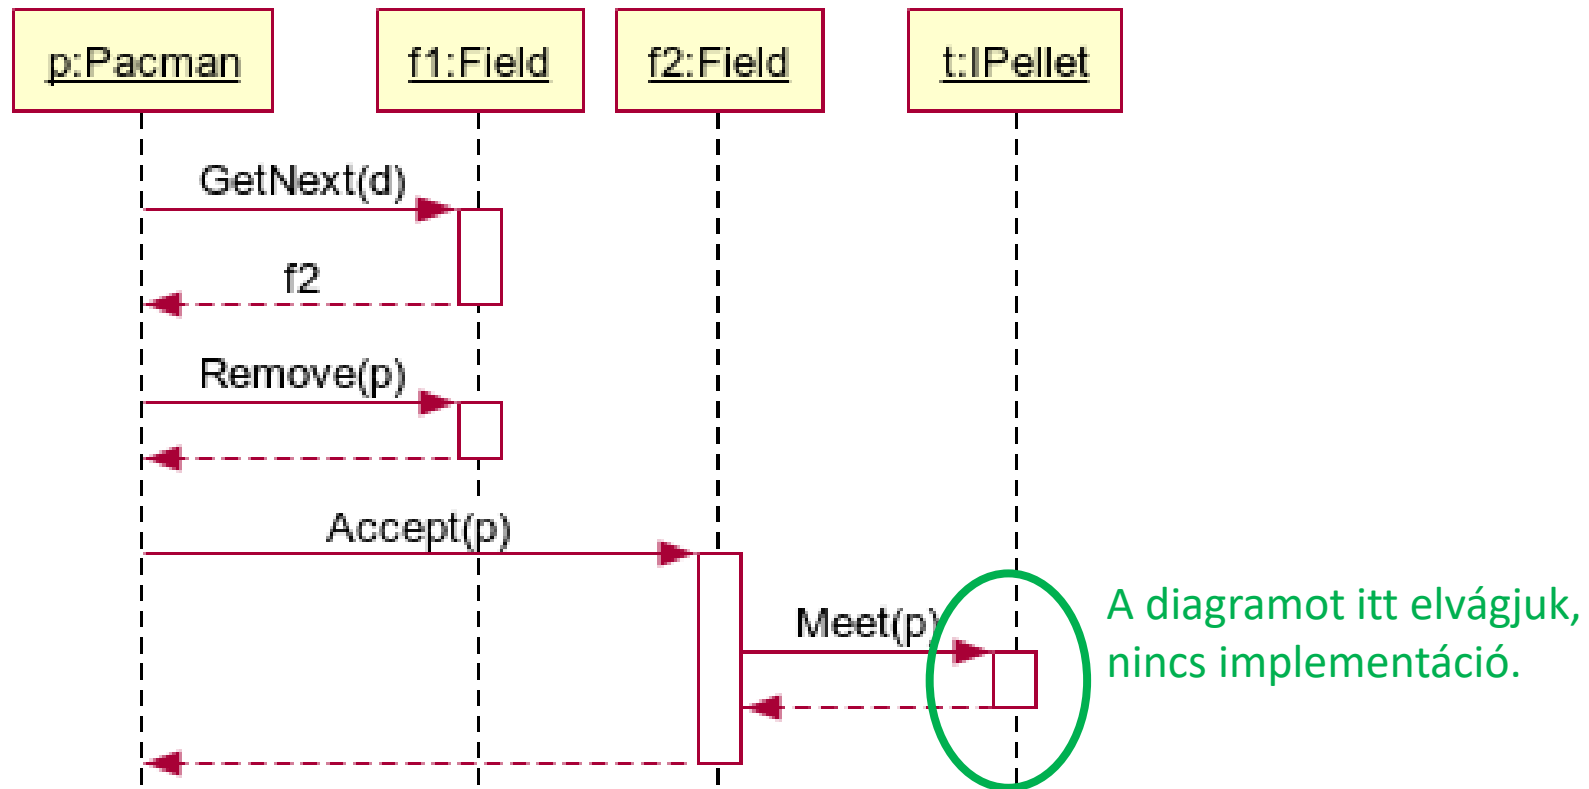 p:Pacman
f1:Field
f2:Field
t:IPellet
GetNext(d)
f2
Remove(p)
Accept(p)
Meet(p)
A diagramot itt elvágjuk,
nincs implementáció.